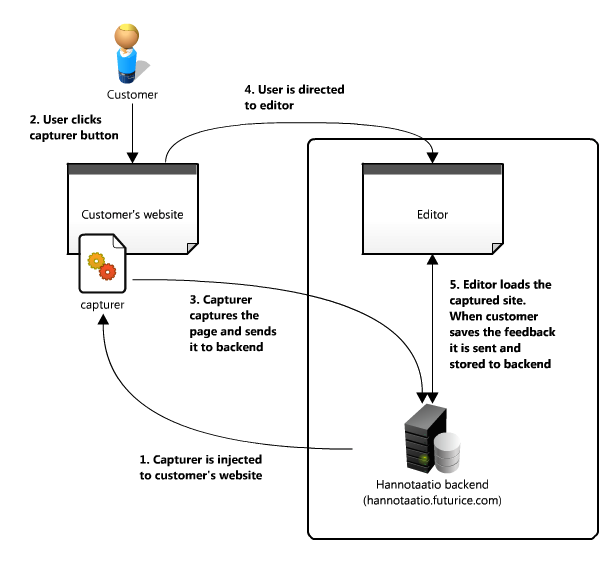 Customer
2. User clicks
capturer button
4. User is directed
to editor
Customer's website
Editor
capturer
3. Capturer
captures the
page and sends
it to backend
5. Editor loads the
captured site.
When customer
saves the feedback
it is sent and
stored to backend
1. Capturer is injected
to customer's website
Hannotaatio backend
(hannotaatio.futurice.com)